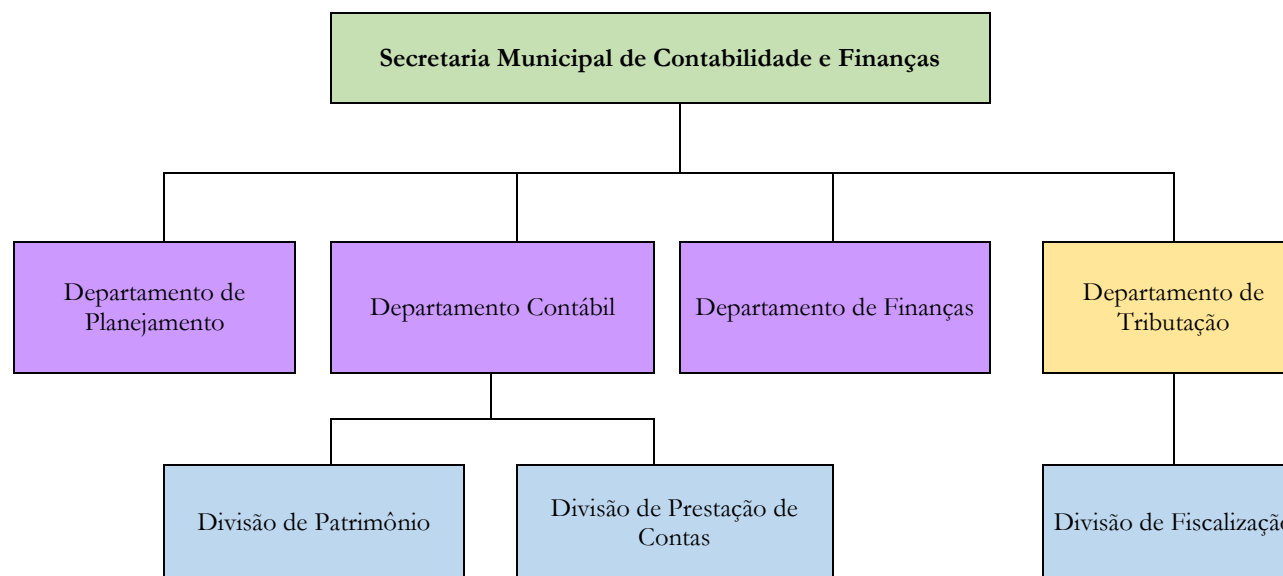 Secretaria Municipal de Contabilidade e Finanças
Departamento de
Planejamento
Departamento Contábil
Departamento de Finanças
Departamento de
Tributação
Divisão de Patrimônio
Divisão de Prestação de
Contas
Divisão de Fiscalização